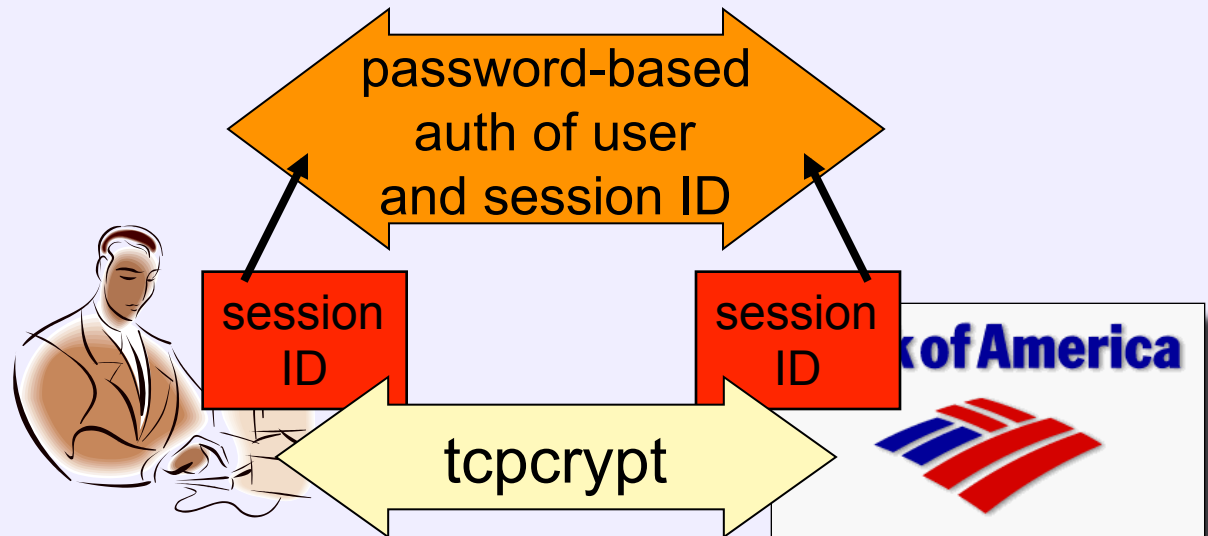 password-based
auth of user
and session ID
session
ID
session
ID
k of America
tcpcrypt